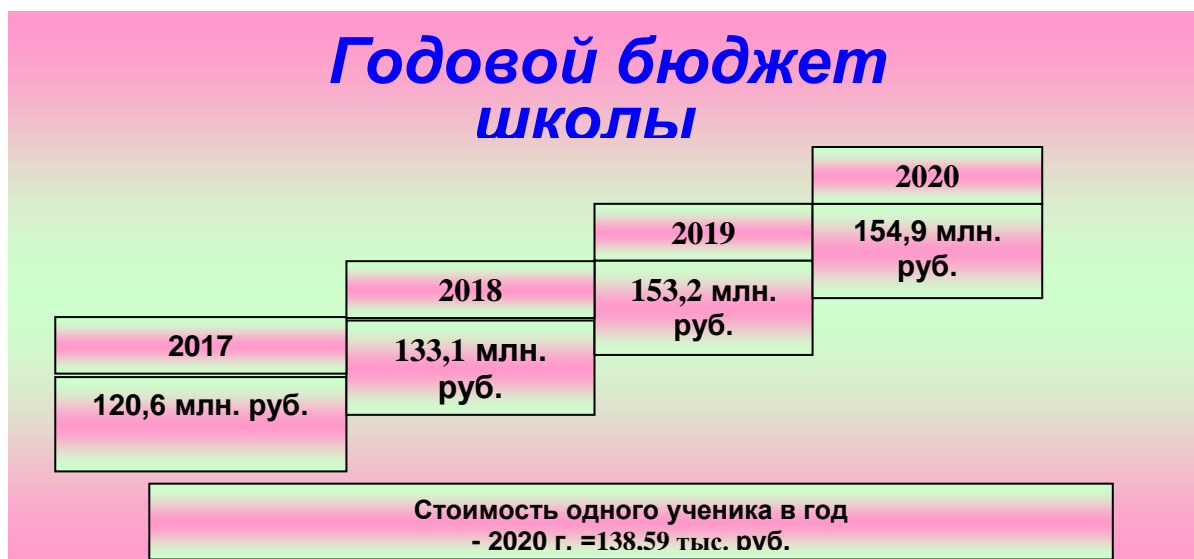 Годовой бюджет
школы
2020
154,9 млн.
руб.
2019
153,2 млн.
руб.
2018
133,1 млн.
руб.
2017
120,6 млн. руб.
Стоимость одного ученика в год
- 2020 г. =138,59 тыс. руб.